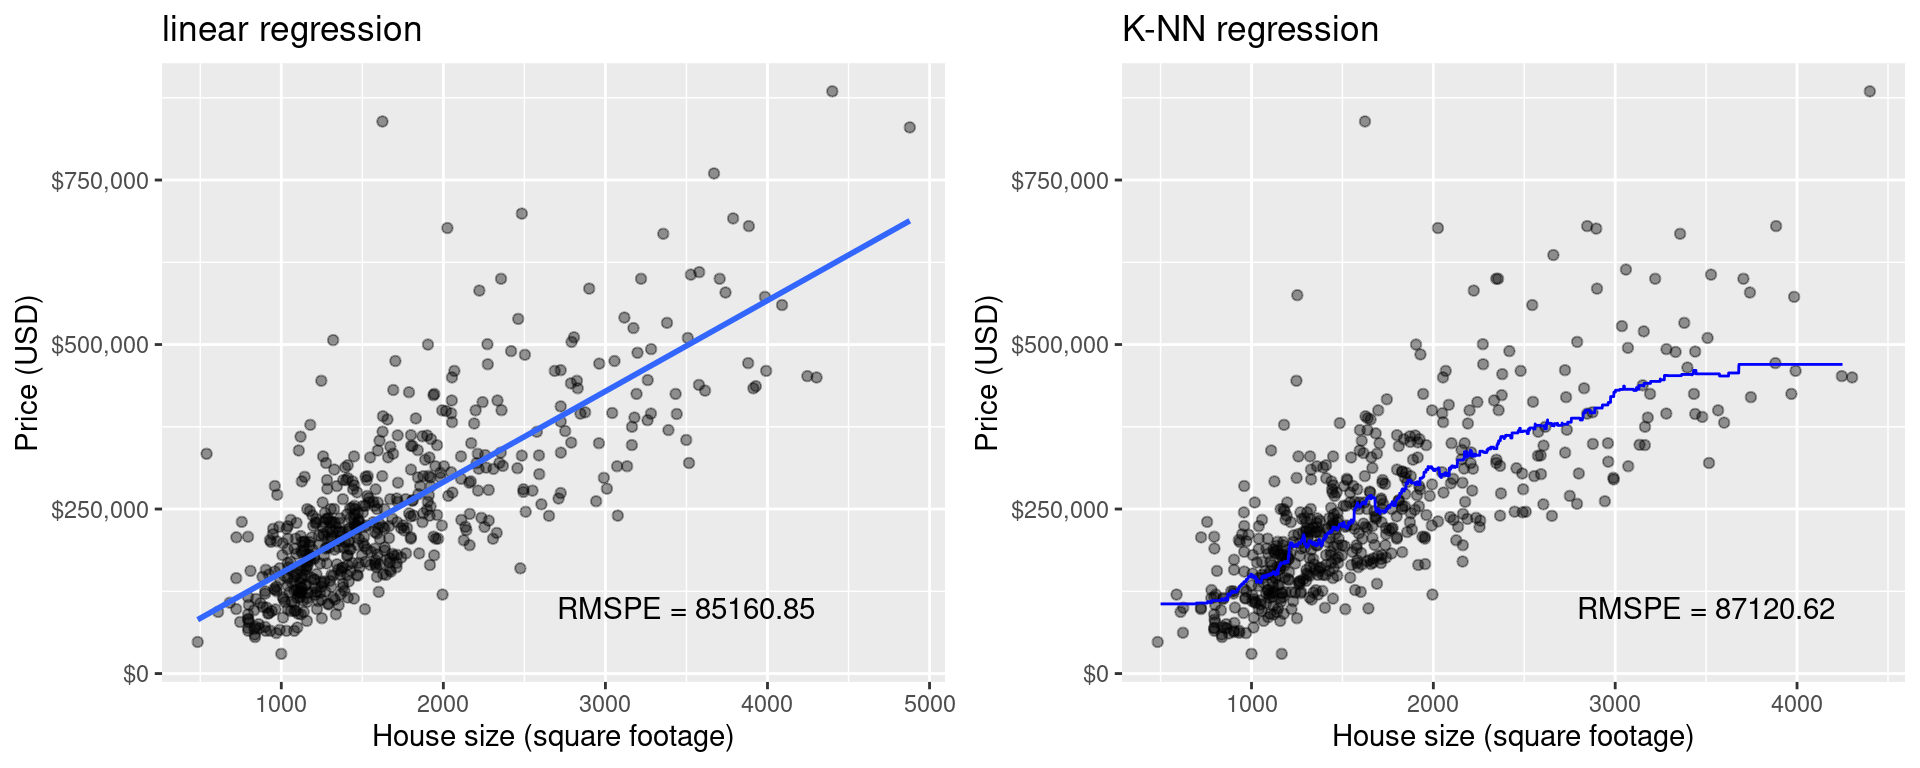 linear regression
Price (USD)
$750,000
$500,000
$250,000
$0
RMSPE = 85160.85
1000 2000 3000 4000 5000
House size (square footage)
K-NN regression
Price (USD)
$750,000
$500,000
$250,000
$0
RMSPE = 87120.62
1000 2000 3000 4000
House size (square footage)